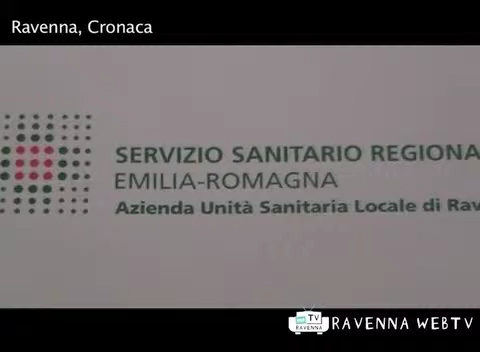 Ravenna, Cronaca
SERVIZIO SANITARIO REGIONA
EMILIA-ROMAGNA
Azienda Unità Sanitaria Locale di Rav
TV
RAVENNA
RAVENNA WEBTV